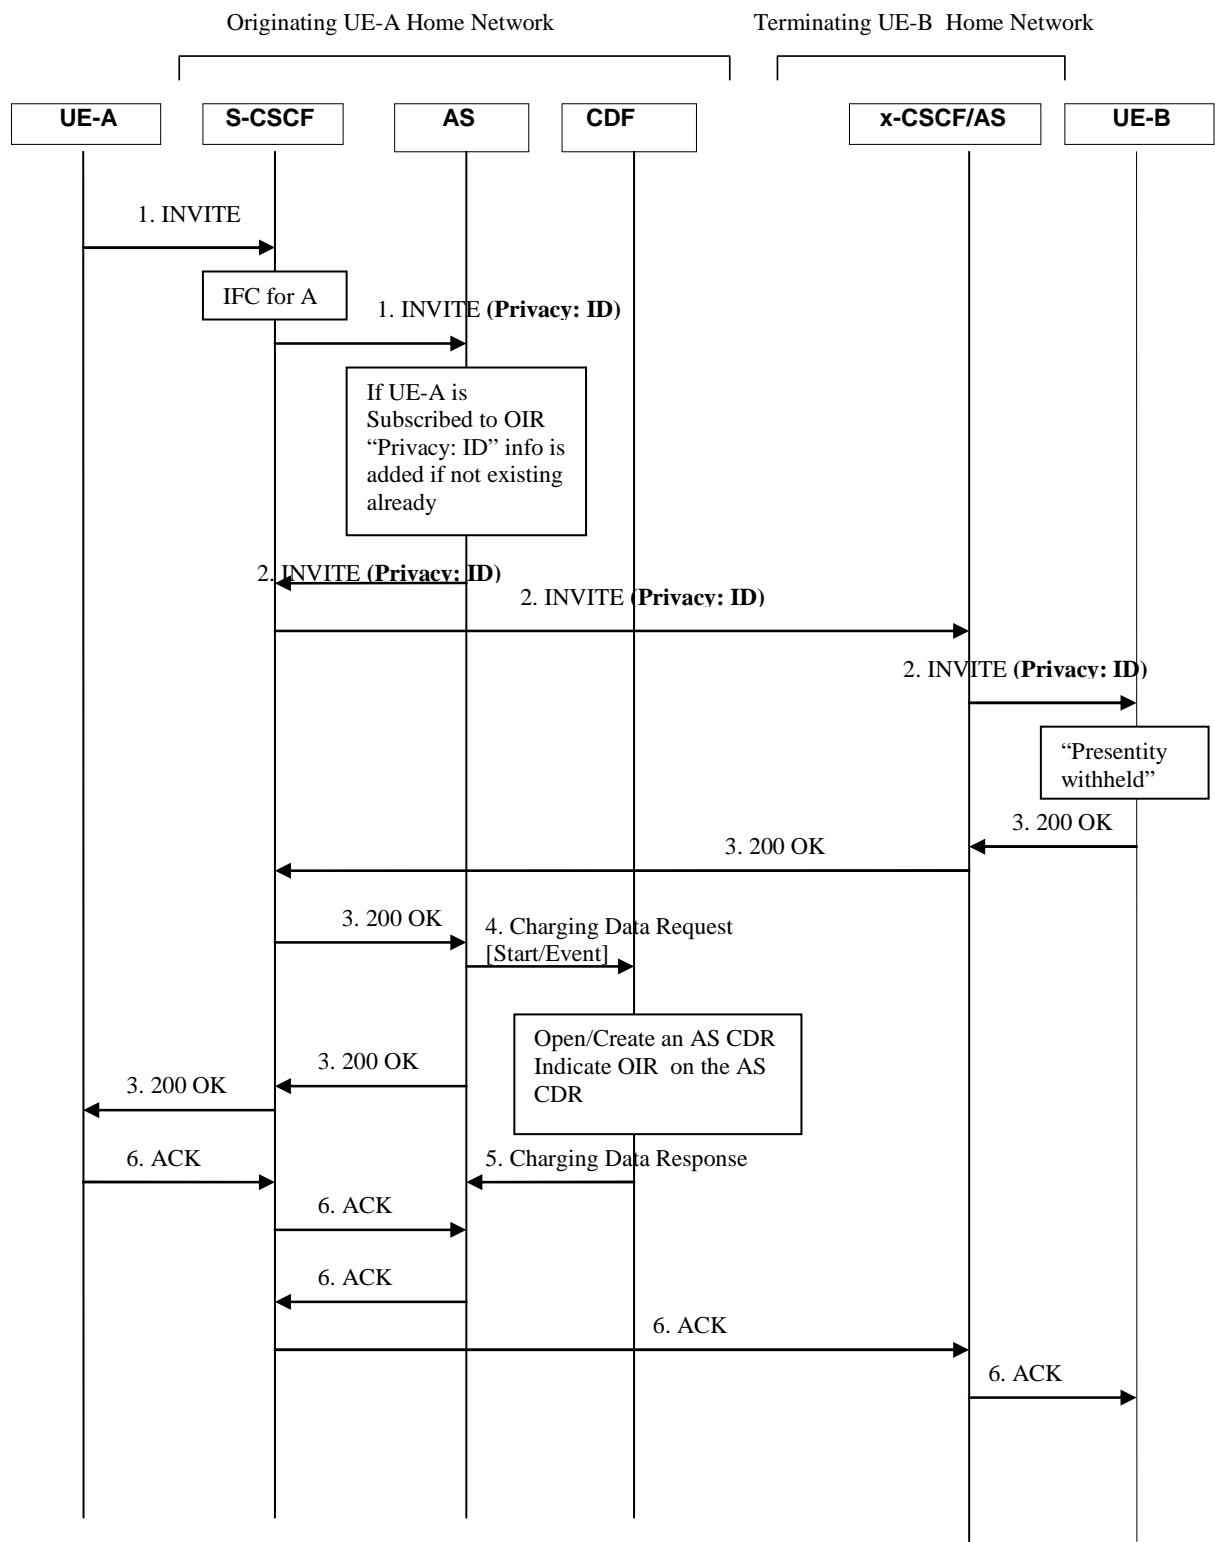 Originating UE-A Home Network
Terminating UE-B  Home Network
UE-A
S-CSCF
AS
CDF
x-CSCF/AS
UE-B
1. INVITE
IFC for A
1. INVITE (Privacy: ID)
If UE-A is
Subscribed to OIR
“Privacy: ID” info is
added if not existing
already
2. INVITE (Privacy: ID)
2. INVITE (Privacy: ID)
2. INVITE (Privacy: ID)
“Presentity
withheld”
3. 200 OK
3. 200 OK
3. 200 OK
4. Charging Data Request
[Start/Event]
Open/Create an AS CDR
Indicate OIR  on the AS
CDR
3. 200 OK
3. 200 OK
6. ACK
5. Charging Data Response
6. ACK
6. ACK
6. ACK
6. ACK